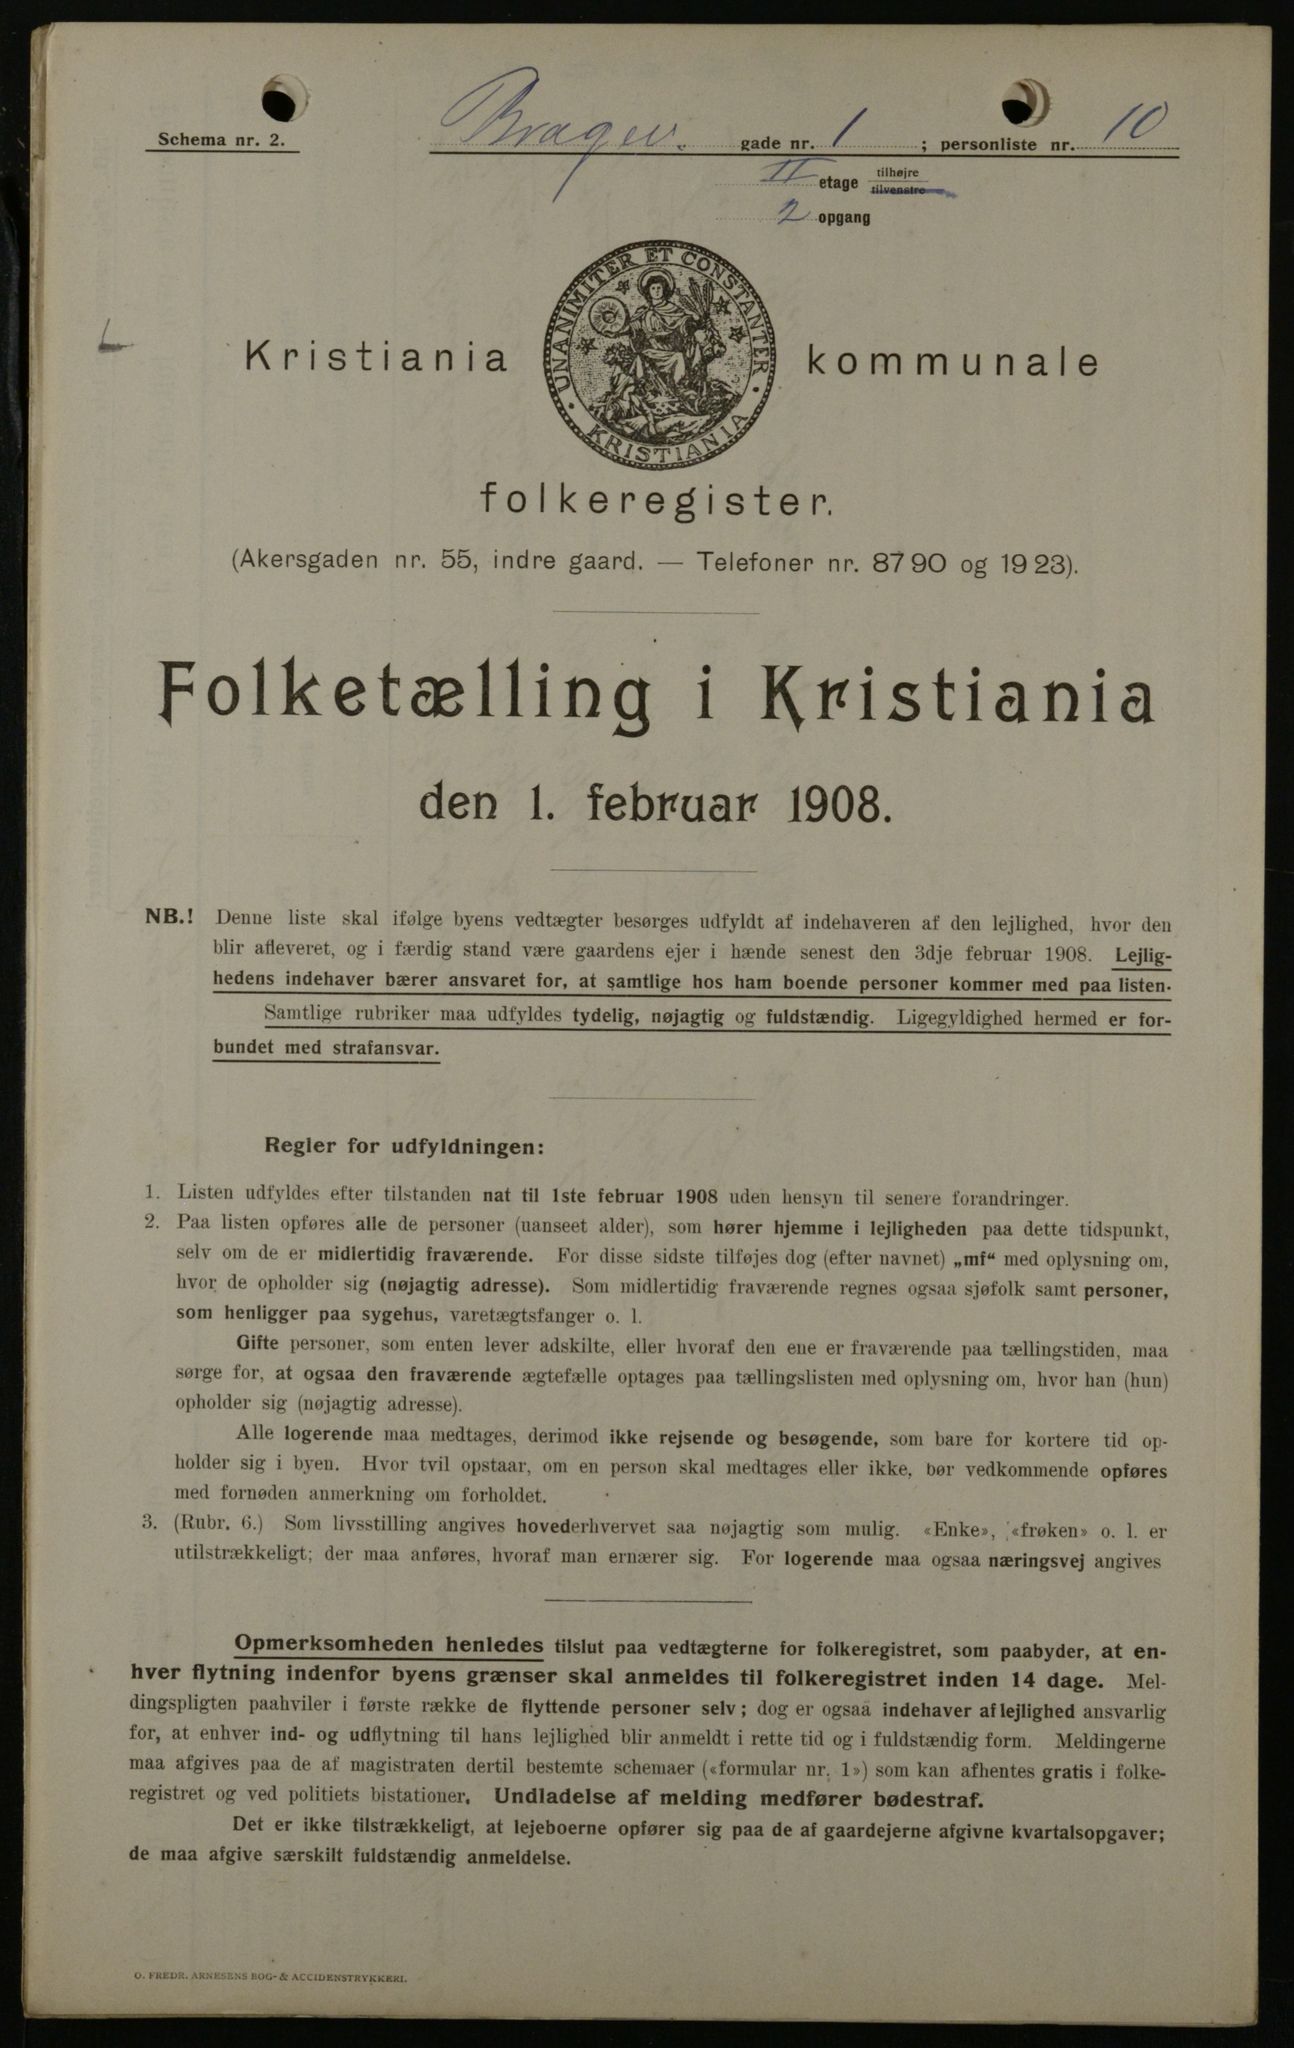 Schema nr. 2.
Brages gade nr. 1 ; personliste nr. 10
II etage tilhøjre
tilvenstre
2 opgang
UNANIMITER ET CONSTANTER
KRISTIANIA
Kristiania kommunale
folkeregister.
(Akersgaden nr. 55, indre gaard. — Telefoner nr. 8790 og 1923).
Folketælling i Kristiania
den 1. februar 1908.
NB.! Denne liste skal ifølge byens vedtægter besørges udfyldt af indehaveren af den lejlighed, hvor den
blir afleveret, og i færdig stand være gaardens ejer i hænde senest den 3dje februar 1908. Lejlig-
hedens indehaver bærer ansvaret for, at samtlige hos ham boende personer kommer med paa listen.
Samtlige rubriker maa udfyldes tydelig, nøjagtig og fuldstændig. Ligegyldighed hermed er for-
bundet med strafansvar.
Regler for udfyldningen:
1. Listen udfyldes efter tilstanden nat til 1ste februar 1908 uden hensyn til senere forandringer.
2. Paa listen opføres alle de personer (uanseet alder), som hører hjemme i lejligheden paa dette tidspunkt,
selv om de er midlertidig fraværende. For disse sidste tilføjes dog (efter navnet) „mf“ med oplysning om,
hvor de opholder sig (nøjagtig adresse). Som midlertidig fraværende regnes ogsaa sjøfolk samt personer,
som henligger paa sygehus, varetægtsfanger o. l.
Gifte personer, som enten lever adskilte, eller hvoraf den ene er fraværende paa tællingstiden, maa
sørge for, at ogsaa den fraværende ægtefælle optages paa tællingslisten med oplysning om, hvor han (hun)
opholder sig (nøjagtig adresse).
Alle logerende maa medtages, derimod ikke rejsende og besøgende, som bare for kortere tid op-
holder sig i byen. Hvor tvil opstaar, om en person skal medtages eller ikke, bør vedkommende opføres
med fornøden anmerkning om forholdet.
3. (Rubr. 6.) Som livsstilling angives hovederhvervet saa nøjagtig som mulig. «Enke», «frøken» o. l. er
utilstrækkeligt; der maa anføres, hvoraf man ernærer sig. For logerende maa ogsaa næringsvej angives
Opmerksomheden henledes tilslut paa vedtægterne for folkeregistret, som paabyder, at en-
hver flytning indenfor byens grænser skal anmeldes til folkeregistret inden 14 dage. Mel-
dingspligten paahviler i første række de flyttende personer selv; dog er ogsaa indehaver af lejlighed ansvarlig
for, at enhver ind- og udflytning til hans lejlighed blir anmeldt i rette tid og i fuldstændig form. Meldingerne
maa afgives paa de af magistraten dertil bestemte schemaer («formular nr. 1») som kan afhentes gratis i folke-
registret og ved politiets bistationer. Undladelse af melding medfører bødestraf.
Det er ikke tilstrækkeligt, at lejeboerne opfører sig paa de af gaardejerne afgivne kvartalsopgaver;
de maa afgive særskilt fuldstændig anmeldelse.
O. FREDR. ARNESENS BOG- & ACCIDENSTRYKKERI.